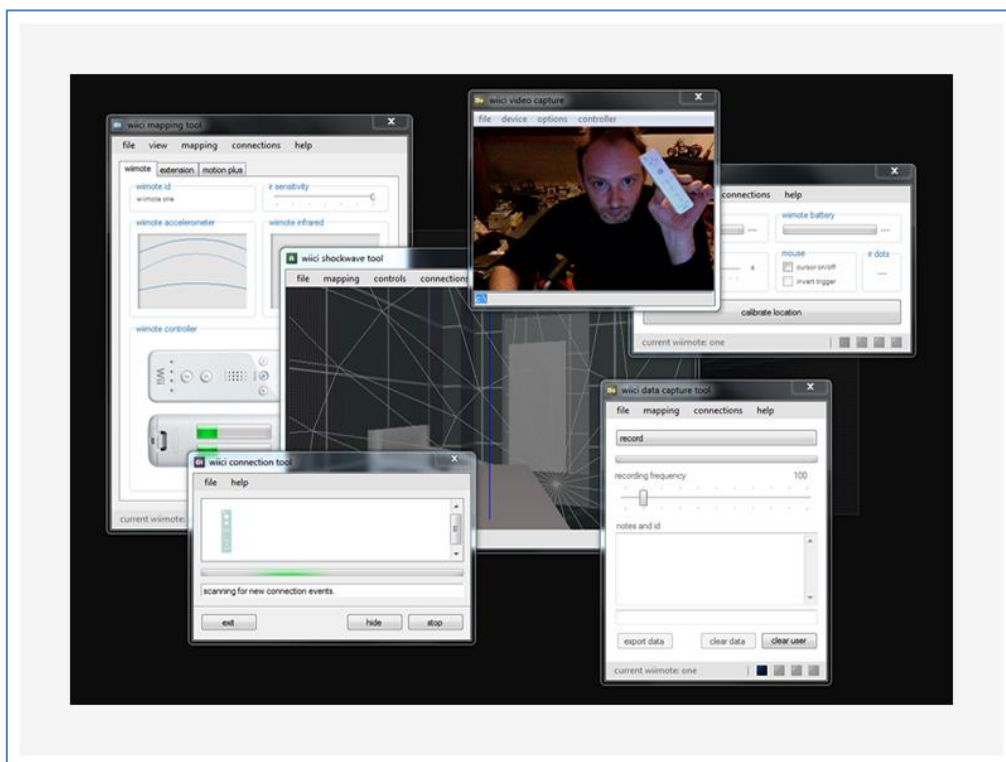 wiici mapping tool
file view mapping connections help
wiimote extension motion plus
wiimote id
wiimote one
ir sensitivity
wiimote accelerometer
wiimote infrared
wiimote controller
Wii
current wiimote:
wiici shockwave tool
file mapping controls connections
wiici video capture
file device options controller
c:\
connections help
wiimote battery
---
---
mouse
ir dots
4
cursor on/off
---
invert trigger
calibrate location
current wiimote: one
wiici connection tool
file help
scanning for new connection events.
exit hide stop
wiici data capture tool
file mapping connections help
record
recording frequency 100
notes and id
export data clear data clear user
current wiimote: one